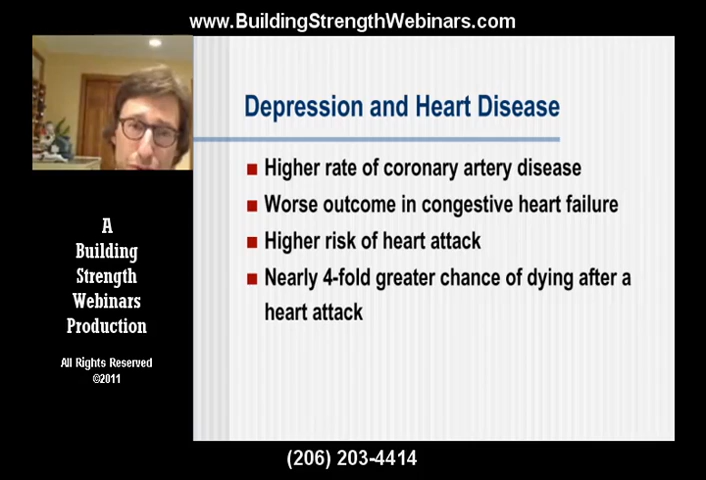 www.BuildingStrengthWebinars.com
Depression and Heart Disease
Higher rate of coronary artery disease
Worse outcome in congestive heart failure
Higher risk of heart attack
Nearly 4-fold greater chance of dying after a
heart attack
A
Building
Strength
Webinars
Production
All Rights Reserved
©2011
(206) 203-4414